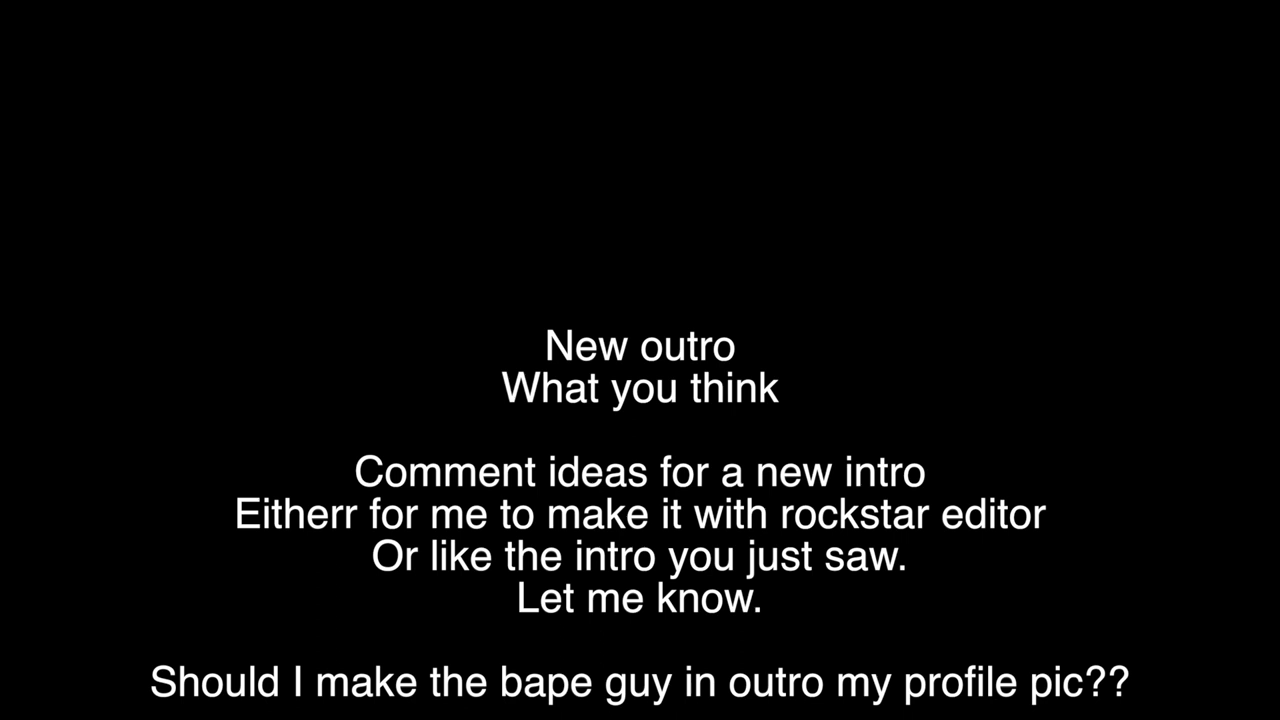 New outro
What you think
Comment ideas for a new intro
Eitherr for me to make it with rockstar editor
Or like the intro you just saw.
Let me know.
Should I make the bape guy in outro my profile pic??